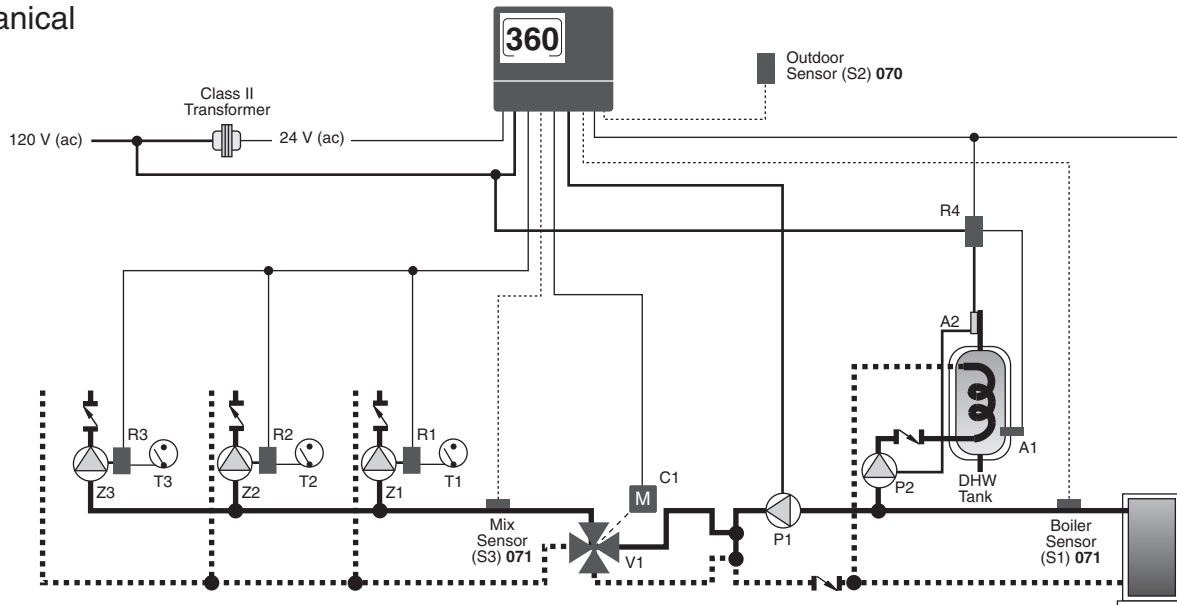 anical
360
Outdoor
Sensor (S2) 070
Class II
Transformer
120 V (ac)
24 V (ac)
R4
A2
R3
R2
R1
A1
T3
T2
T1
C1
M
Z3
Z2
Z1
P2
DHW
Tank
Mix
Sensor
(S3) 071
V1
P1
Boiler
Sensor
(S1) 071